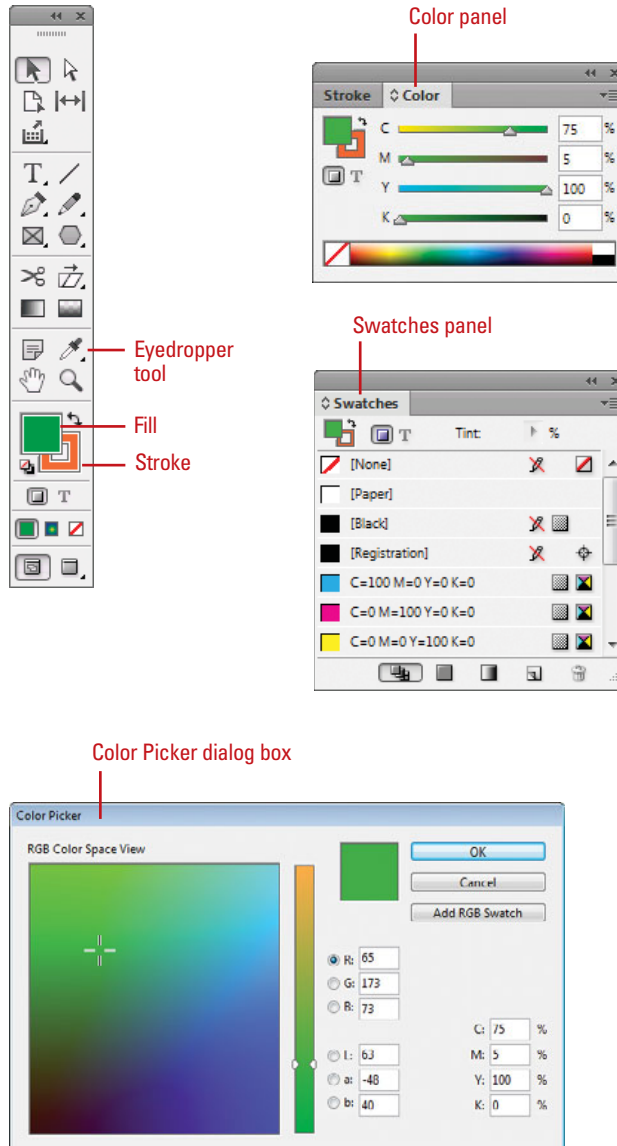 Color panel
Stroke Color
C 75 %
M 5 %
T
Y 100 %
K 0 %
T
Eyedropper
tool
Fill
Stroke
T
Swatches panel
Swatches
T Tint: %
[None]
[Paper]
[Black]
[Registration]
C=100 M=0 Y=0 K=0
C=0 M=100 Y=0 K=0
C=0 M=0 Y=100 K=0
Color Picker dialog box
Color Picker
RGB Color Space View
OK
Cancel
Add RGB Swatch
R: 65
G: 173
B: 73
C: 75 %
L: 63 M: 5 %
a: -48 Y: 100 %
b: 40 K: 0 %